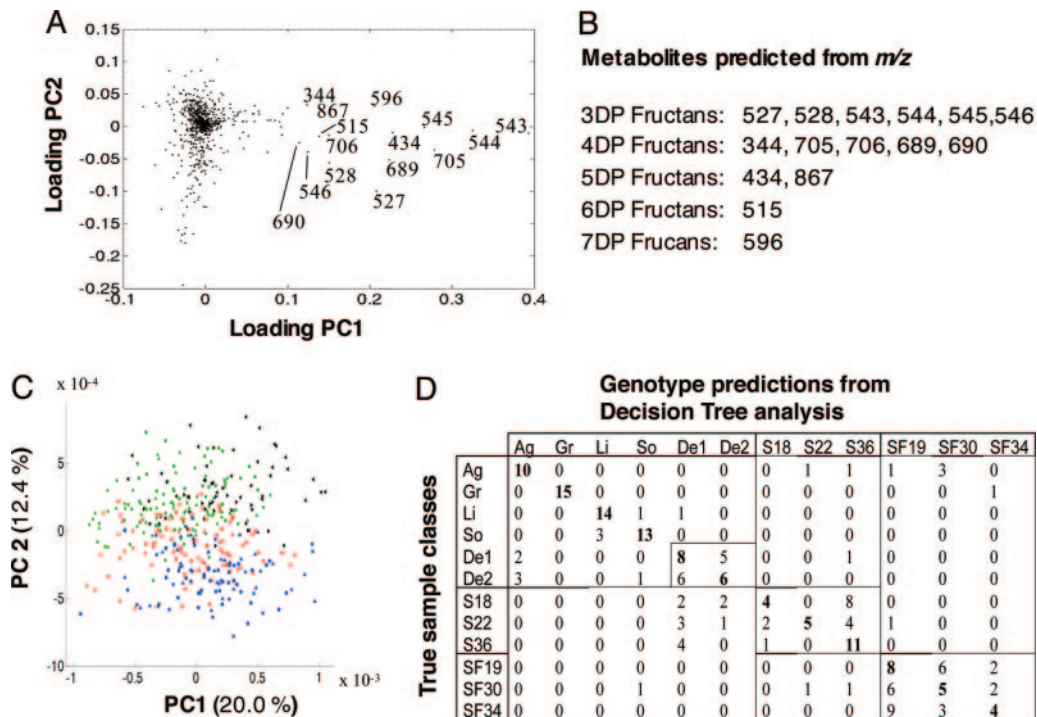 A
0.15
0.1
0.05
0
-0.05
-0.1
-0.15
-0.2
0.25
-0.1
0
0.1
0.2
0.3
0.4
Loading PC2
Loading PC1
344
867
596
515
545
543
706
434
544
705
528
689
546
527
690
B
Metabolites predicted from m/z
3DP Fructans: 527, 528, 543, 544, 545,546
4DP Fructans: 344, 705, 706, 689, 690
5DP Fructans: 434, 867
6DP Fructans: 515
7DP Frucans: 596
C
x 10-4
5
0
-5
-10
-1
-0.5
0
0.5
1
x 10-3
PC 2 (12.4 %)
PC1 (20.0 %)
D
Genotype predictions from
Decision Tree analysis
True sample classes
Ag Gr Li So De1 De2 S18 S22 S36 SF19 SF30 SF34
Ag 10 0 0 0 0 0 0 1 1 1 3 0
Gr 0 15 0 0 0 0 0 0 0 0 0 1
Li 0 0 14 1 1 0 0 0 0 0 0 0
So 0 0 3 13 0 0 0 0 0 0 0 0
De1 2 0 0 0 8 5 0 0 1 0 0 0
De2 3 0 0 1 6 6 0 0 0 0 0 0
S18 0 0 0 0 2 2 4 0 8 0 0 0
S22 0 0 0 0 3 1 2 5 4 1 0 0
S36 0 0 0 0 4 0 1 0 11 0 0 0
SF19 0 0 0 0 0 0 0 0 0 8 6 2
SF30 0 0 0 1 0 0 0 1 1 6 5 2
SF34 0 0 0 0 0 0 0 0 0 9 3 4